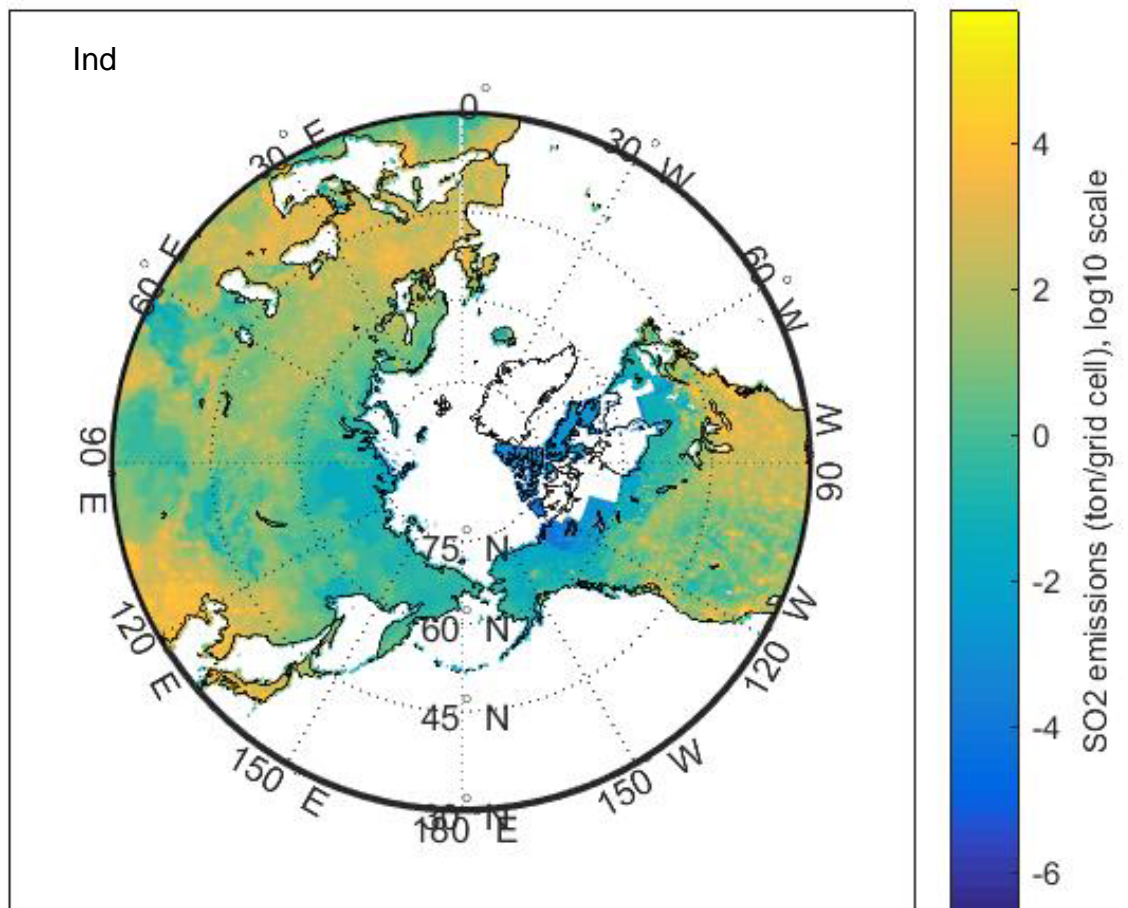 Ind
0°
30° E
30° W
60° E
60° W
90 E
90 W
120 E
120 W
150 E
150 W
180 E
75° N
60° N
45° N
30° N
4
2
0
-2
-4
-6
SO2 emissions (ton/grid cell), log10 scale